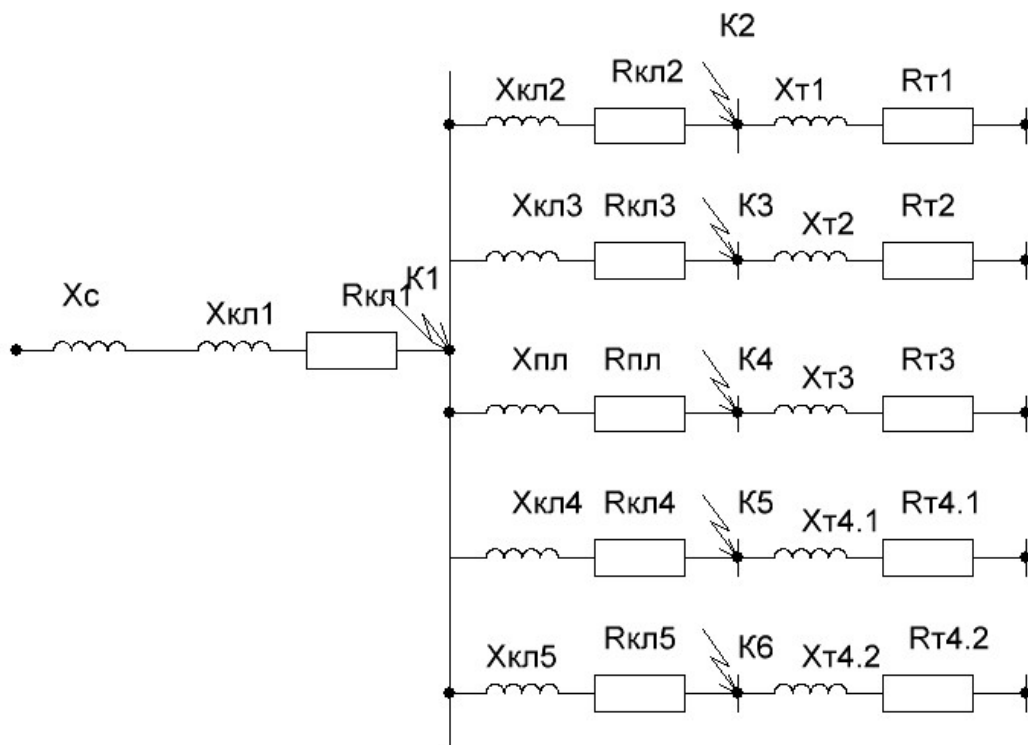 К2
Xкл2 Rкл2 Xт1 Rт1
Xкл3 Rкл3 К3 Xт2 Rт2
Xс Xкл1 Rкл1 К1
Xпл Rпл К4 Xт3 Rт3
Xкл4 Rкл4 К5 Xт4.1 Rт4.1
Xкл5 Rкл5 К6 Xт4.2 Rт4.2